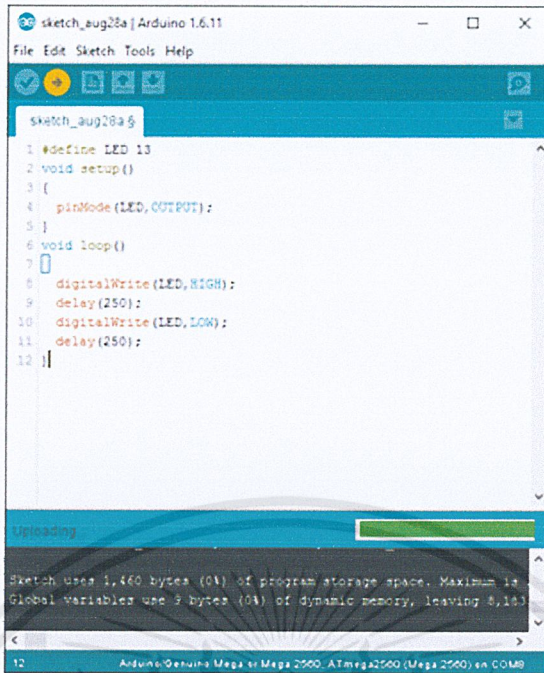 sketch_aug28a | Arduino 1.6.11
File Edit Sketch Tools Help
sketch_aug28a §
1 #define LED 13
2 void setup()
3 {
4 pinMode(LED,OUTPUT);
5 }
6 void loop()
7 {
8 digitalWrite(LED,HIGH);
9 delay(250);
10 digitalWrite(LED,LOW);
11 delay(250);
12 }
Uploading
Sketch uses 1,460 bytes (0%) of program storage space. Maximum is
Global variables use 9 bytes (0%) of dynamic memory, leaving 8,183
12 Arduino/Genuino Mega or Mega 2560, ATmega2560 (Mega 2560) on COM8